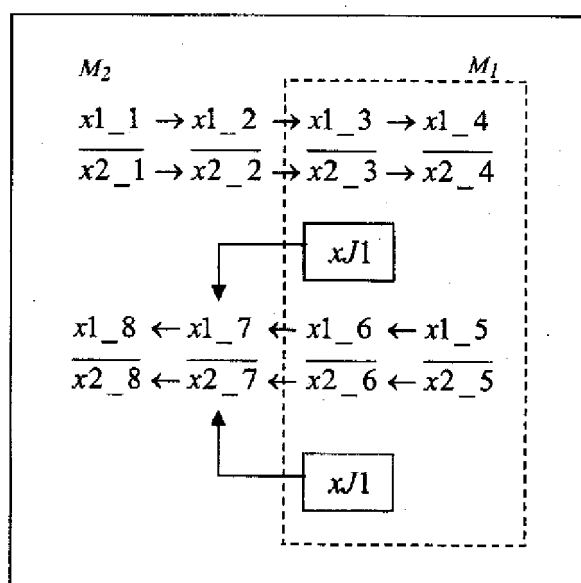 M₂ M₁
x1_1 → x1_2 → x1_3 → x1_4
x2_1 → x2_2 → x2_3 → x2_4
xJ1
x1_8 ← x1_7 ← x1_6 ← x1_5
x2_8 ← x2_7 ← x2_6 ← x2_5
xJ1